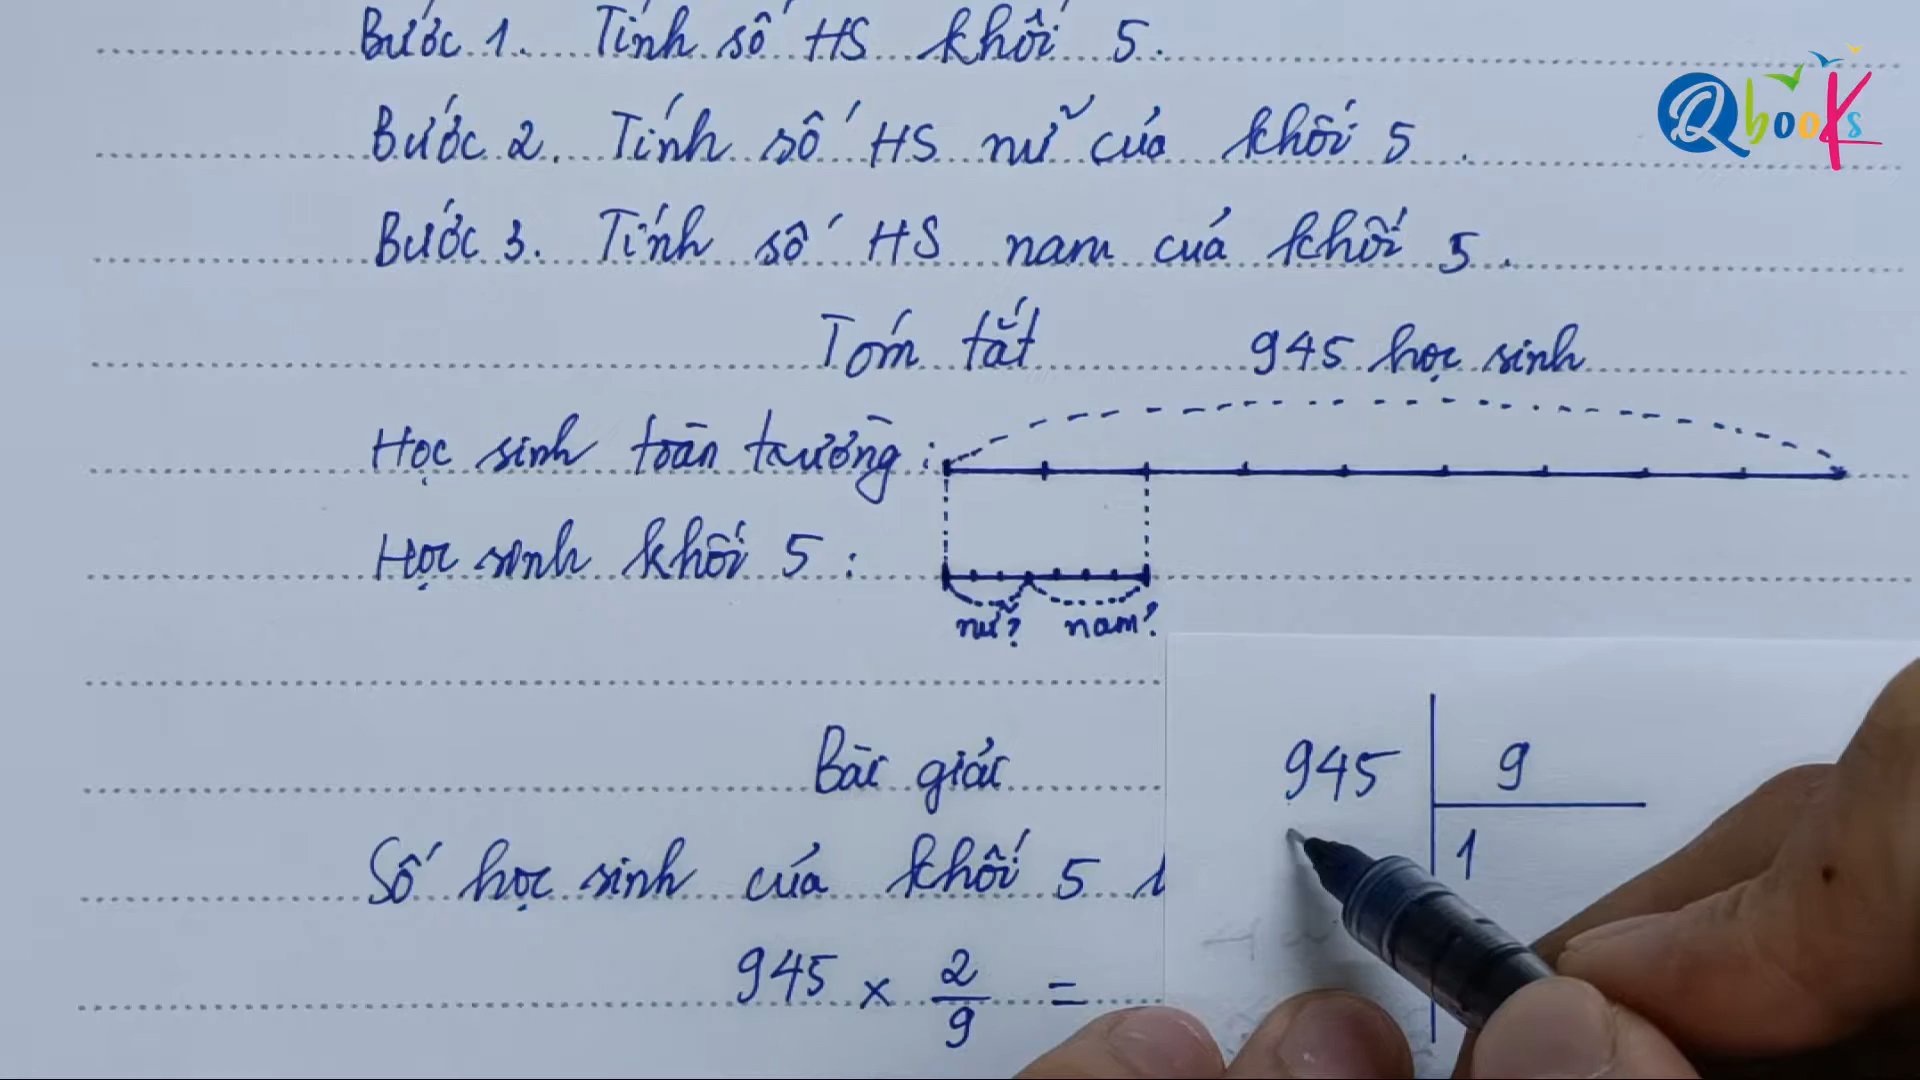 Bước 1. Tính số HS khối 5.
Bước 2. Tính số HS nữ của khối 5.
Bước 3. Tính số HS nam của khối 5.
Tóm tắt
945 học sinh
Học sinh toàn trường :
Học sinh khối 5 :
nữ? nam?
Bài giải
Số học sinh của khối 5 l
945 × 2/9 =
945 9
1
Qbooks